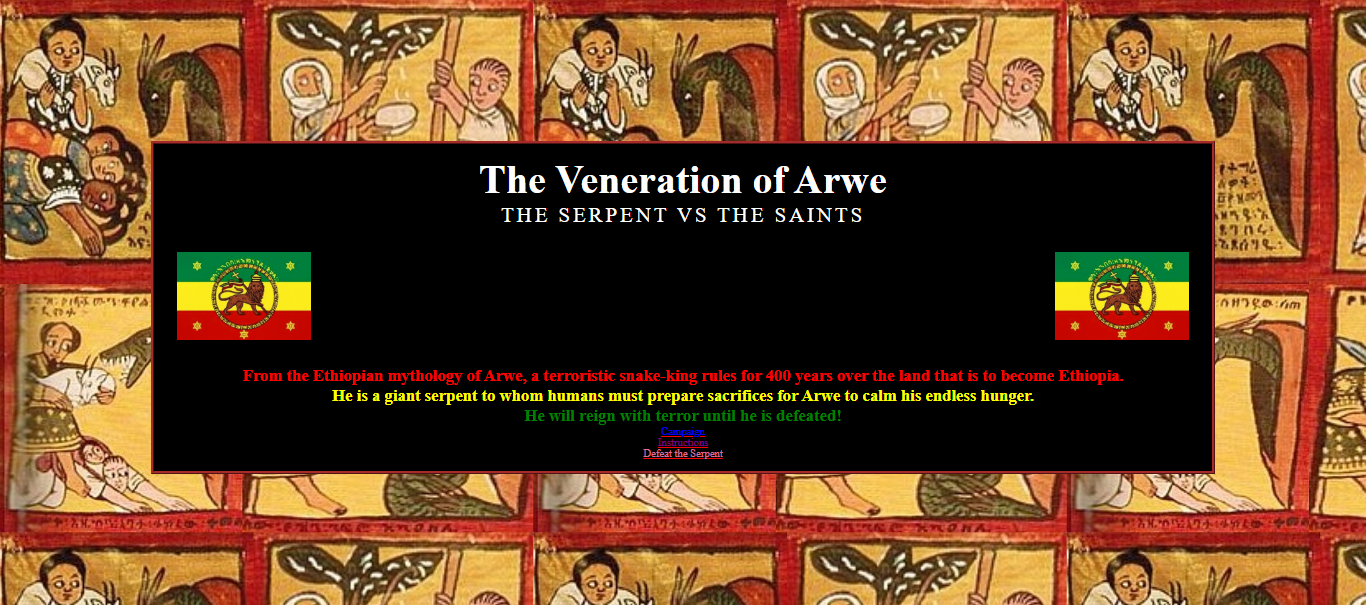 The Veneration of Arwe
THE SERPENT VS THE SAINTS
From the Ethiopian mythology of Arwe, a terroristic snake-king rules for 400 years over the land that is to become Ethiopia.
He is a giant serpent to whom humans must prepare sacrifices for Arwe to calm his endless hunger.
He will reign with terror until he is defeated!
Campaign
Instructions
Defeat the Serpent